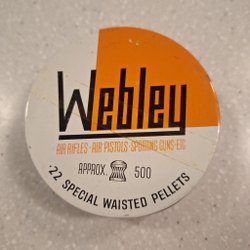 Webley
AIR RIFLES · AIR PISTOLS · SPORTING GUNS · ETC
APPROX. 500
·22 SPECIAL WAISTED PELLETS